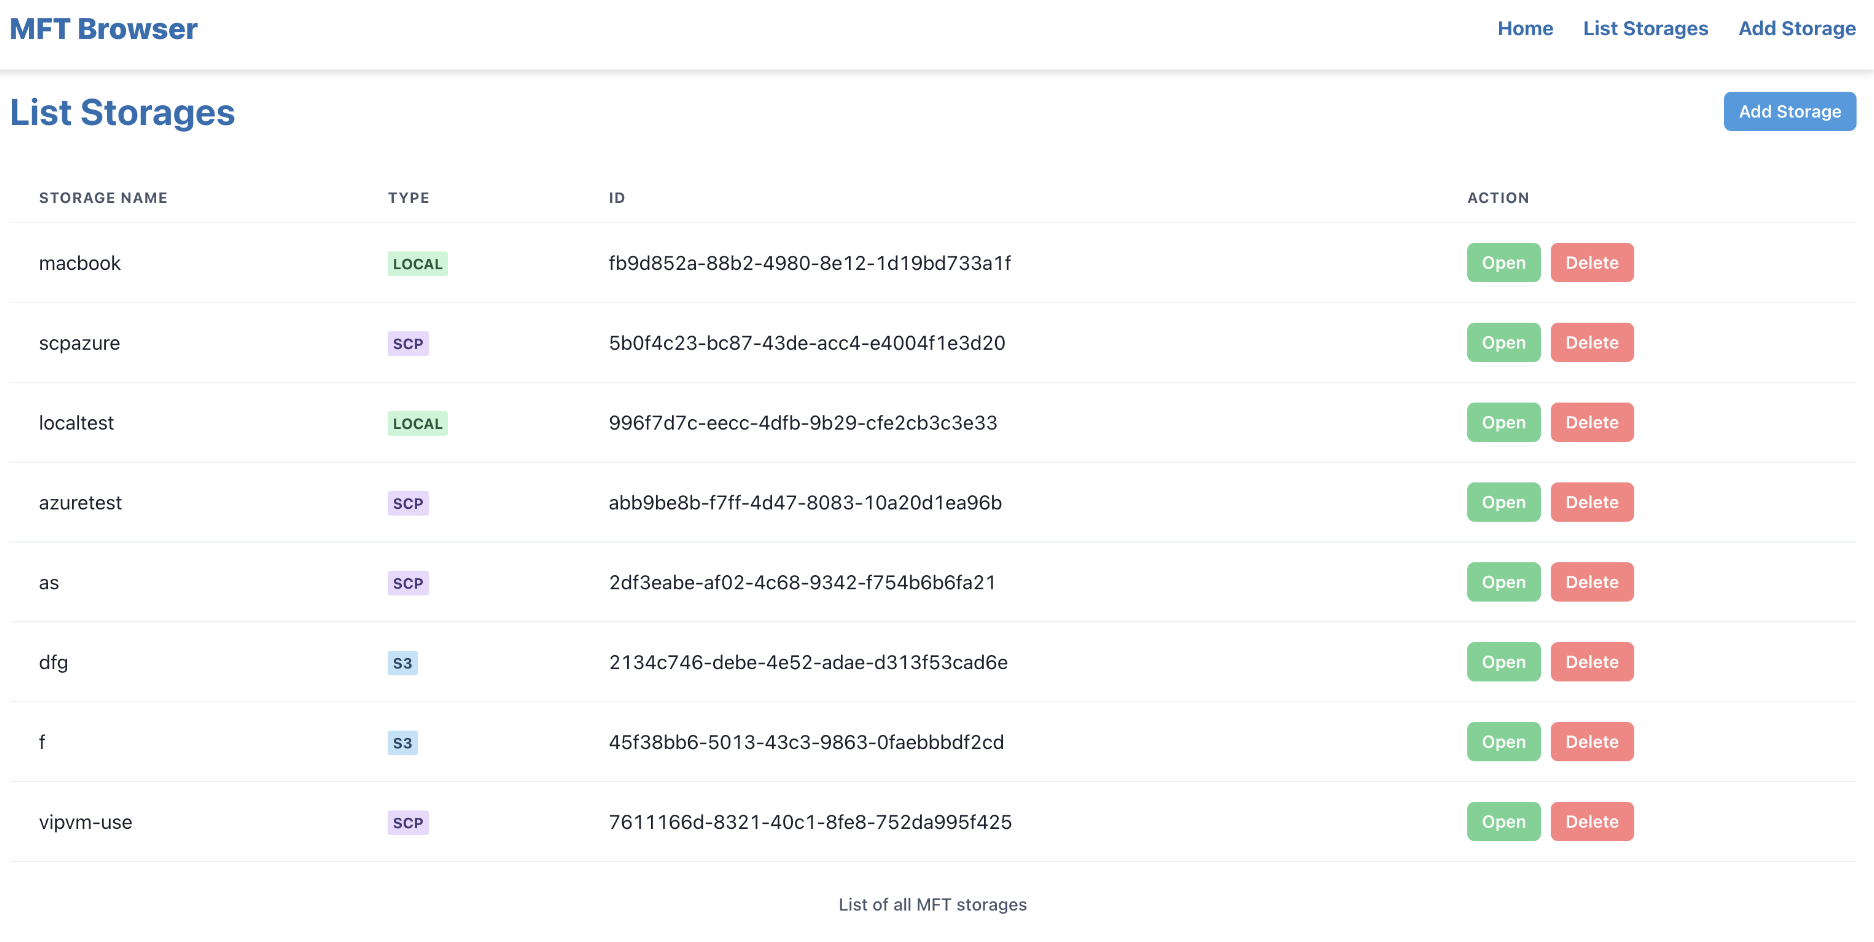 MFT Browser Home List Storages Add Storage
List Storages Add Storage
STORAGE NAME TYPE ID ACTION
macbook LOCAL fb9d852a-88b2-4980-8e12-1d19bd733a1f Open Delete
scpazure SCP 5b0f4c23-bc87-43de-acc4-e4004f1e3d20 Open Delete
localtest LOCAL 996f7d7c-eecc-4dfb-9b29-cfe2cb3c3e33 Open Delete
azuretest SCP abb9be8b-f7ff-4d47-8083-10a20d1ea96b Open Delete
as SCP 2df3eabe-af02-4c68-9342-f754b6b6fa21 Open Delete
dfg S3 2134c746-debe-4e52-adae-d313f53cad6e Open Delete
f S3 45f38bb6-5013-43c3-9863-0faebbbdf2cd Open Delete
vipvm-use SCP 7611166d-8321-40c1-8fe8-752da995f425 Open Delete
List of all MFT storages